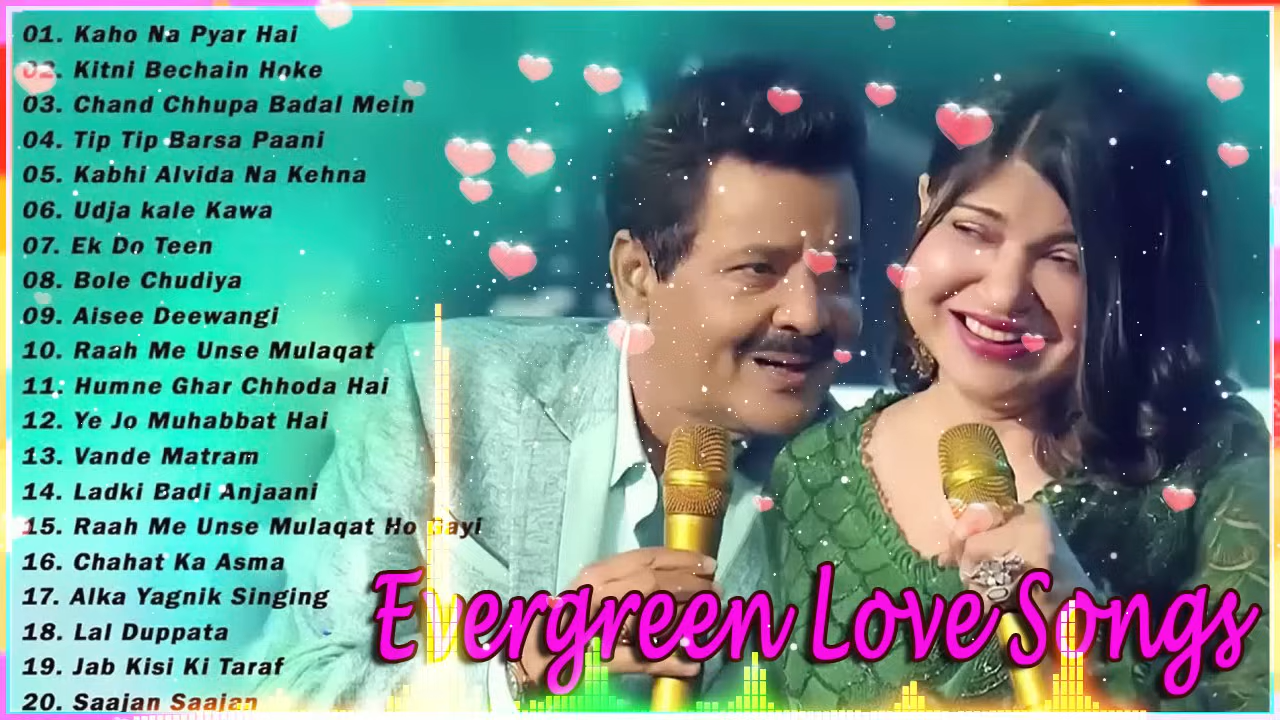 01. Kaho Na Pyar Hai
02. Kitni Bechain Hoke
03. Chand Chhupa Badal Mein
04. Tip Tip Barsa Paani
05. Kabhi Alvida Na Kehna
06. Udja kale Kawa
07. Ek Do Teen
08. Bole Chudiya
09. Aisee Deewangi
10. Raah Me Unse Mulaqat
11. Humne Ghar Chhoda Hai
12. Ye Jo Muhabbat Hai
13. Vande Matram
14. Ladki Badi Anjaani
15. Raah Me Unse Mulaqat Ho Gayi
16. Chahat Ka Asma
17. Alka Yagnik Singing
18. Lal Duppata
19. Jab Kisi Ki Taraf
20. Saajan Saajan
Evergreen Love Songs